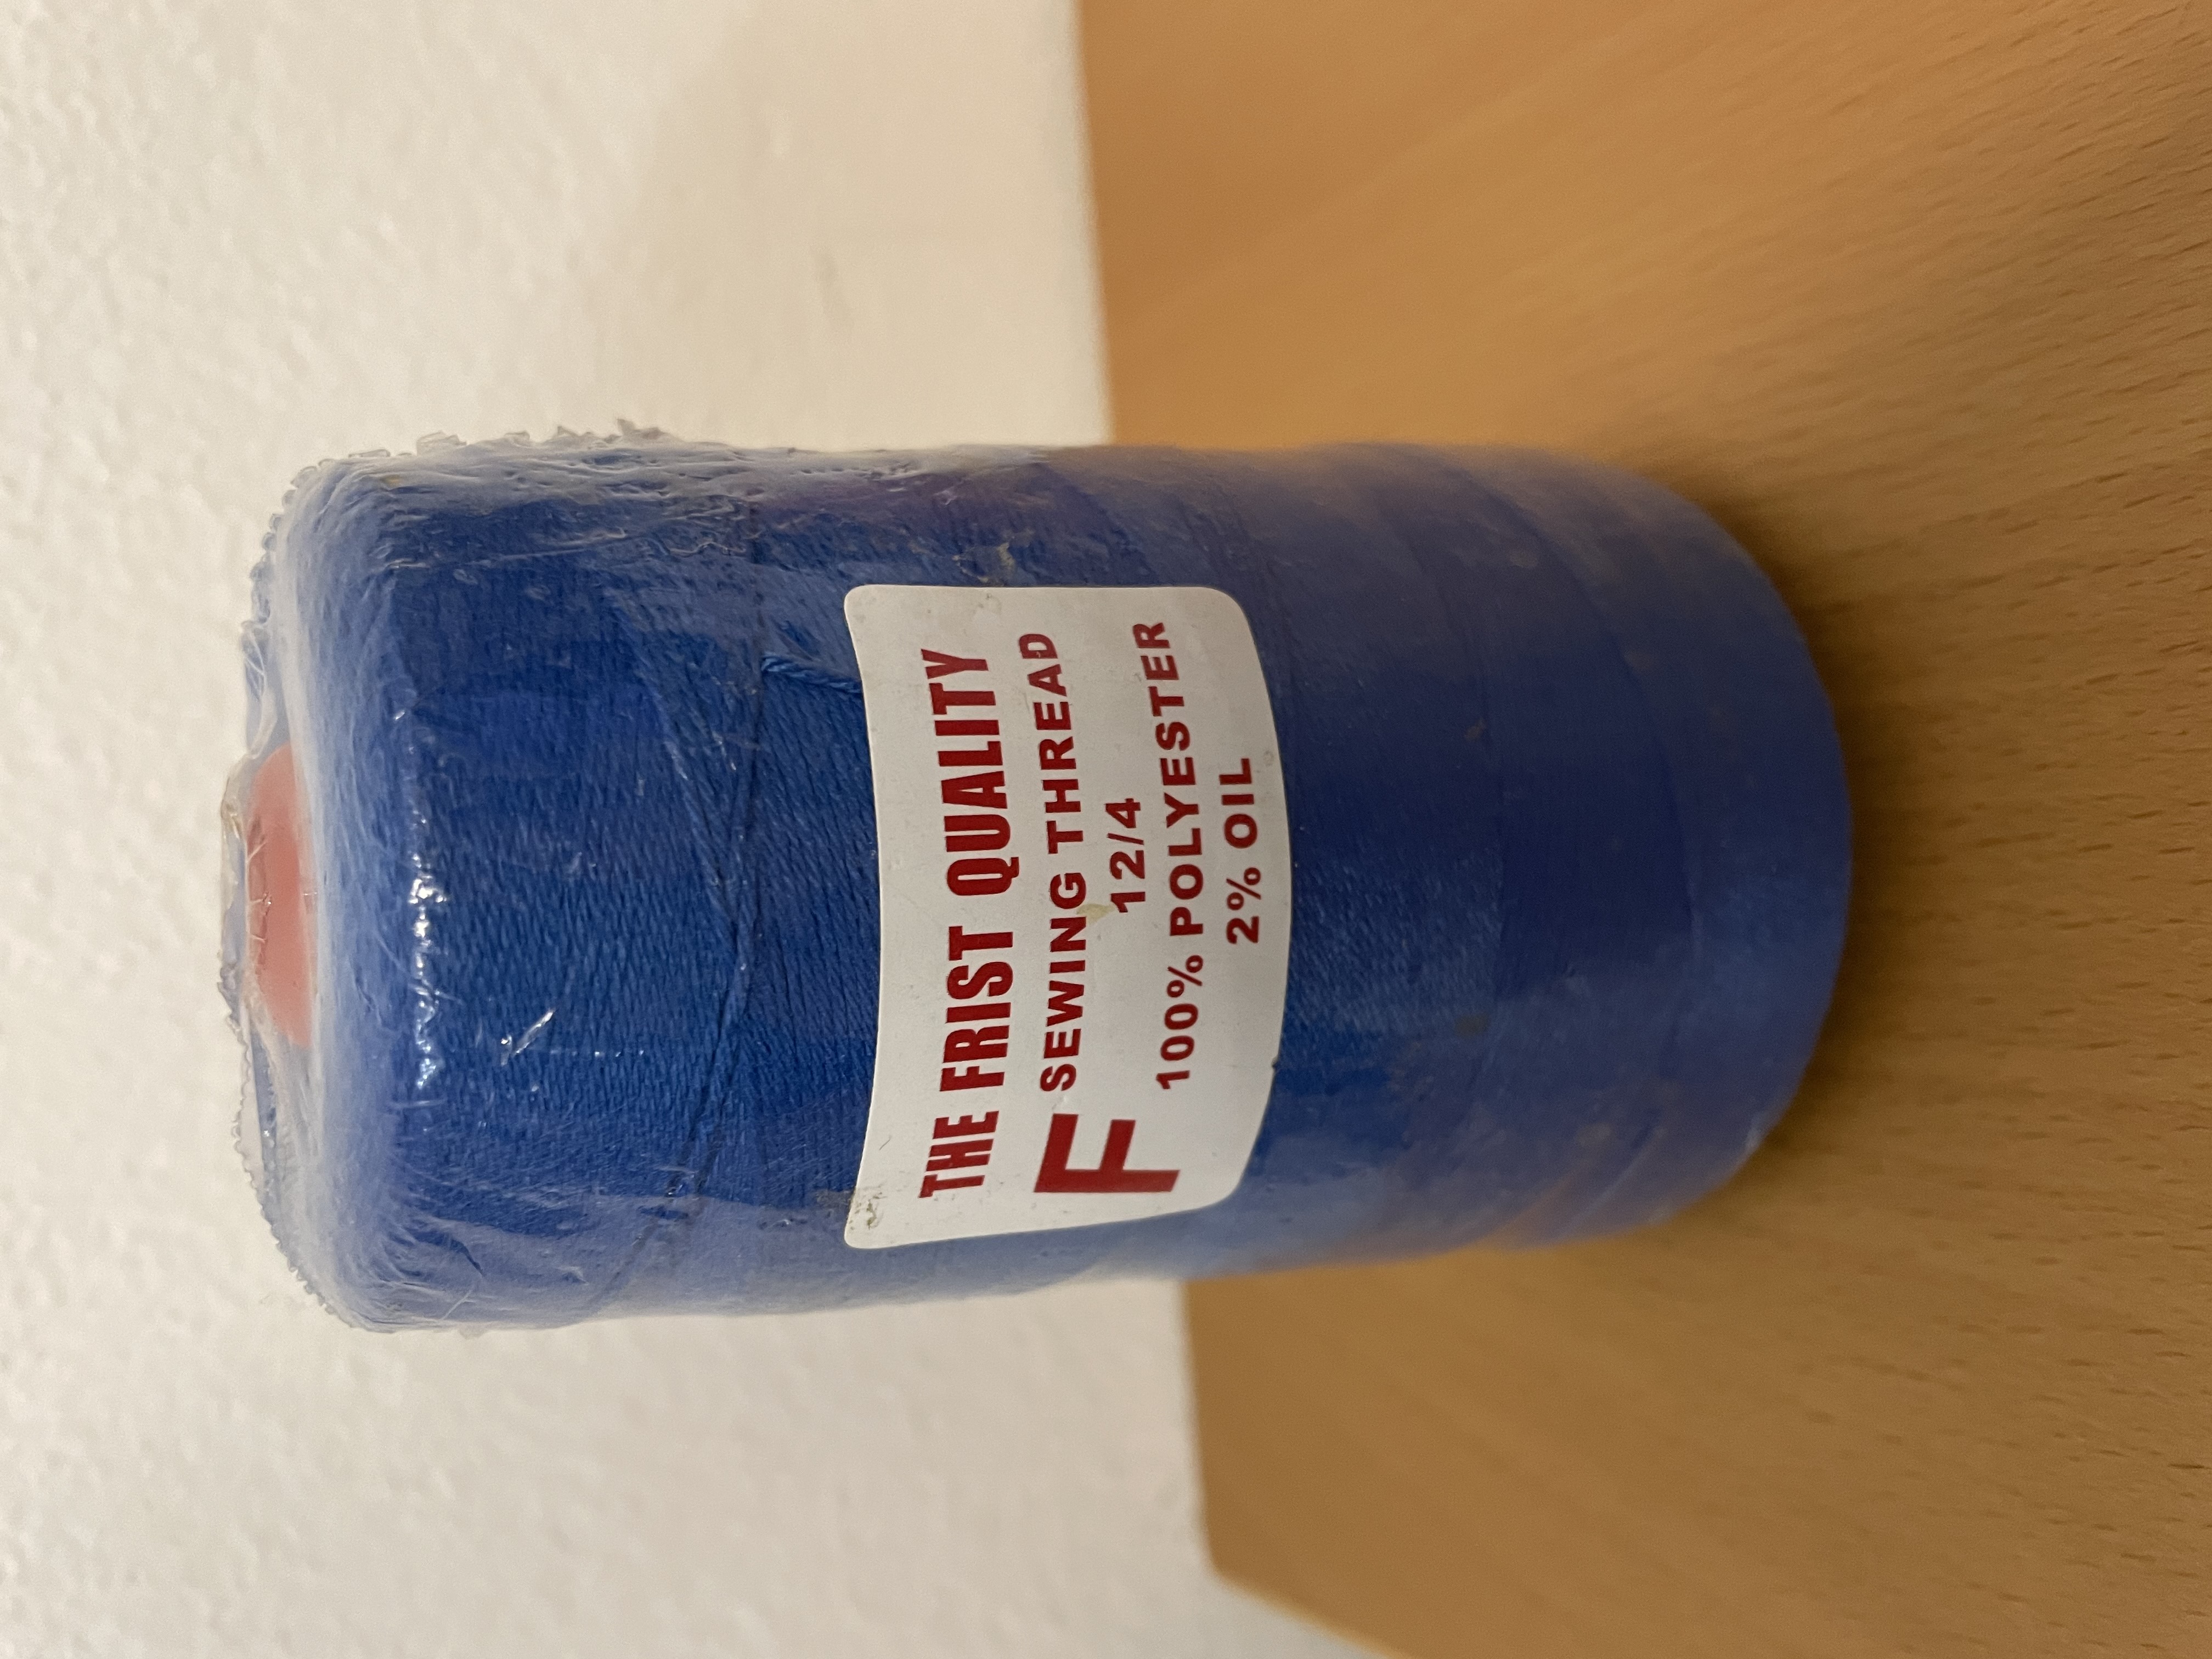 THE FRIST QUALITY
F SEWING THREAD
12/4
100% POLYESTER
2% OIL